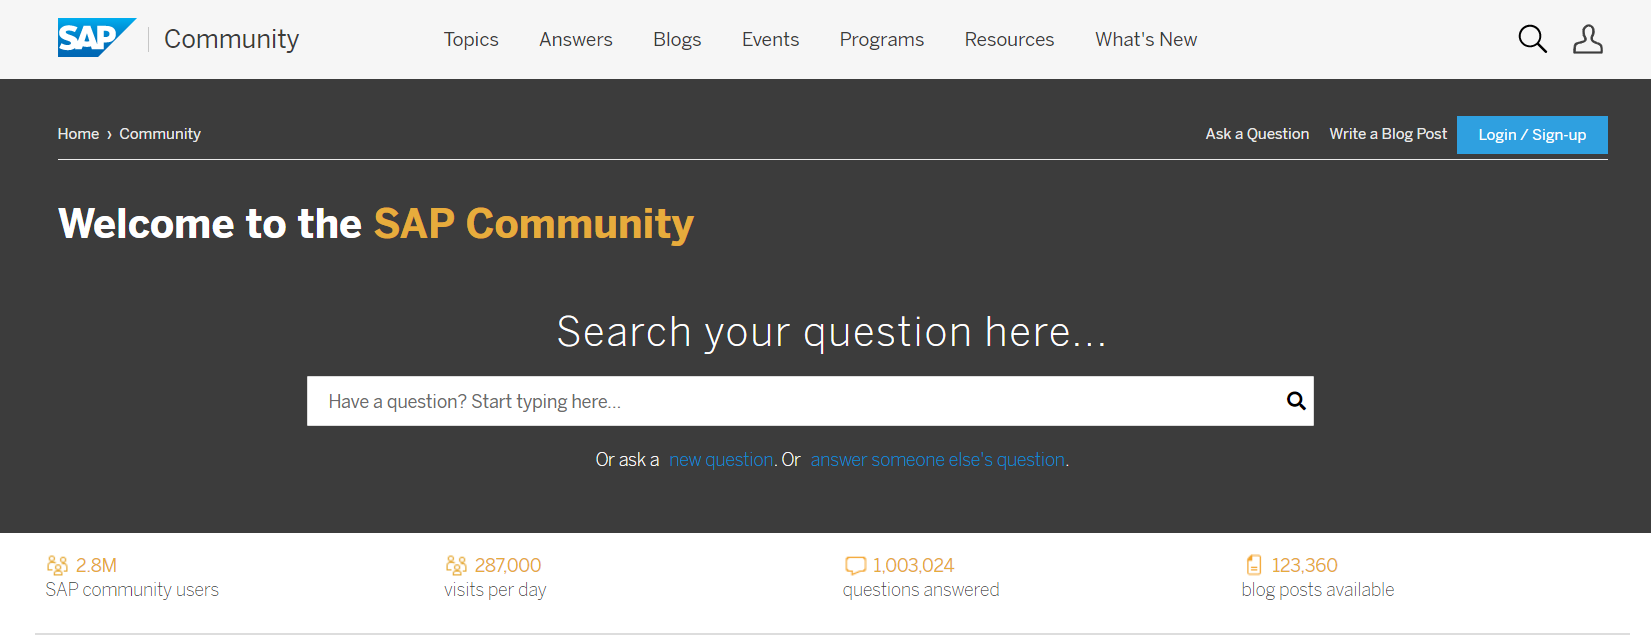 SAP Community Topics Answers Blogs Events Programs Resources What's New
Home › Community Ask a Question Write a Blog Post Login / Sign-up
Welcome to the SAP Community
Search your question here...
Have a question? Start typing here...
Or ask a new question. Or answer someone else's question.
2.8M 287,000 1,003,024 123,360
SAP community users visits per day questions answered blog posts available